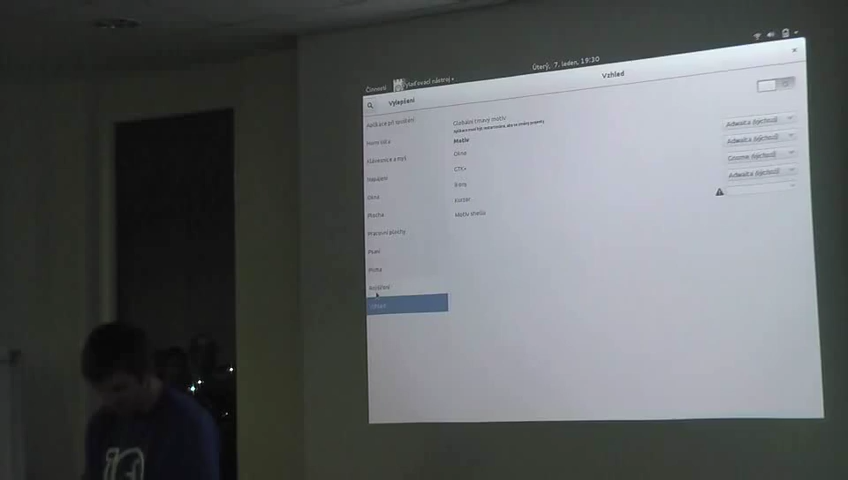 Činnosti
Vylepšovací nástroj
Úterý, 7. leden, 19:30
Vylepšení
Vzhled
Aplikace při spuštění
Horní lišta
Klávesnice a myš
Napájení
Okna
Plocha
Pracovní plochy
Písma
Rozšíření
Vzhled
Globální tmavý motiv
Motiv
Okna
Adwaita (výchozí)
GTK+
Adwaita (výchozí)
Ikony
Gnome (výchozí)
Kurzor
Adwaita (výchozí)
Motiv shellu